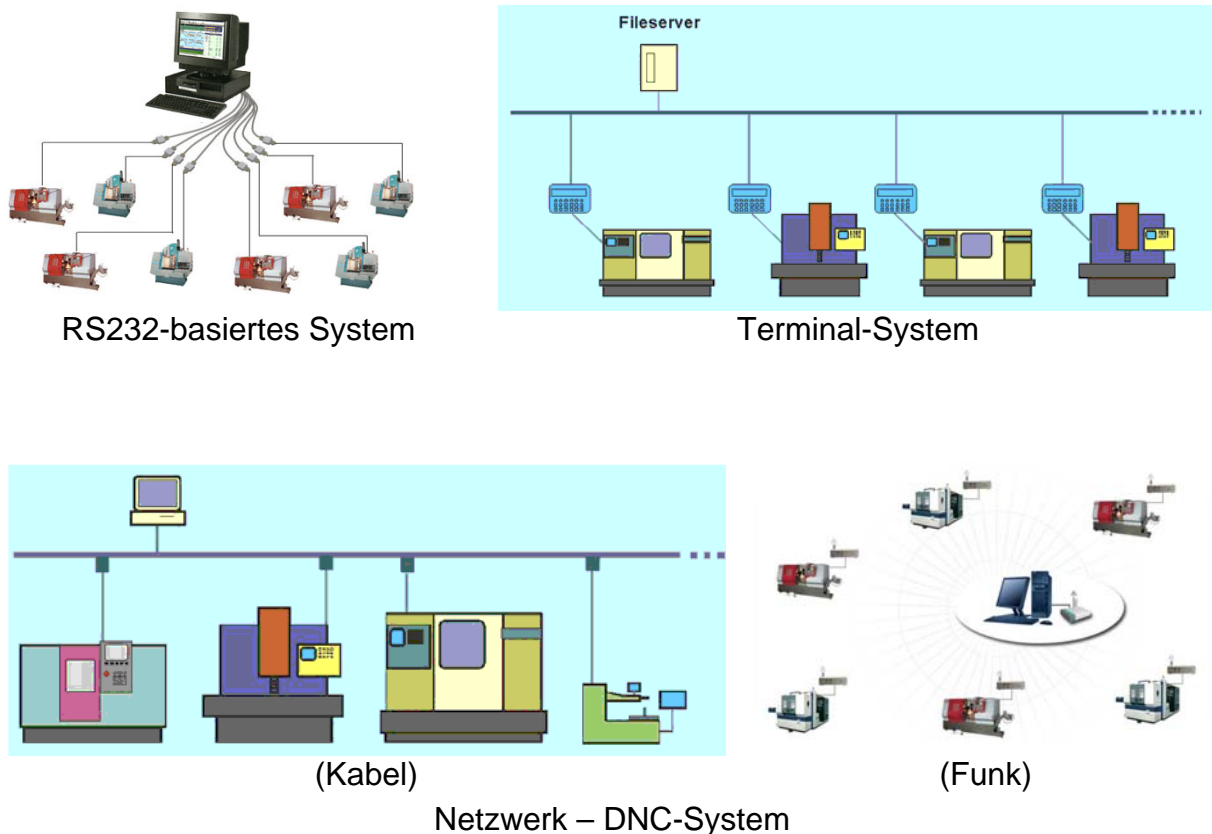 Fileserver
RS232-basiertes System
Terminal-System
(Kabel)
(Funk)
Netzwerk – DNC-System